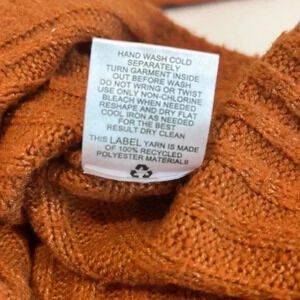 HAND WASH COLD
SEPARATELY
TURN GARMENT INSIDE
OUT BEFORE WASH
DO NOT WRING OR TWIST
USE ONLY NON-CHLORINE
BLEACH WHEN NEEDED
RESHAPE AND DRY FLAT
COOL IRON AS NEEDED
FOR THE BEST
RESULT DRY CLEAN
THIS LABEL YARN IS MADE
OF 100% RECYCLED
POLYESTER MATERIALS